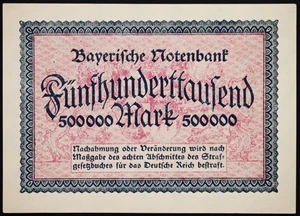 Bayerische Notenbank
Fünfhunderttausend
500000 Mark 500000
Nachahmung oder Veränderung wird nach
Maßgabe des achten Abschnittes des Straf-
gesetzbuches für das Deutsche Reich bestraft.